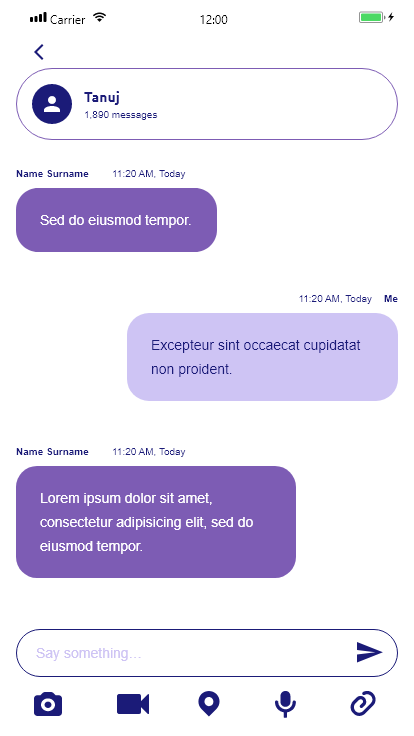 Carrier 12:00
Tanuj
1,890 messages
Name Surname 11:20 AM, Today
Sed do eiusmod tempor.
11:20 AM, Today Me
Excepteur sint occaecat cupidatat
non proident.
Name Surname 11:20 AM, Today
Lorem ipsum dolor sit amet,
consectetur adipisicing elit, sed do
eiusmod tempor.
Say something...